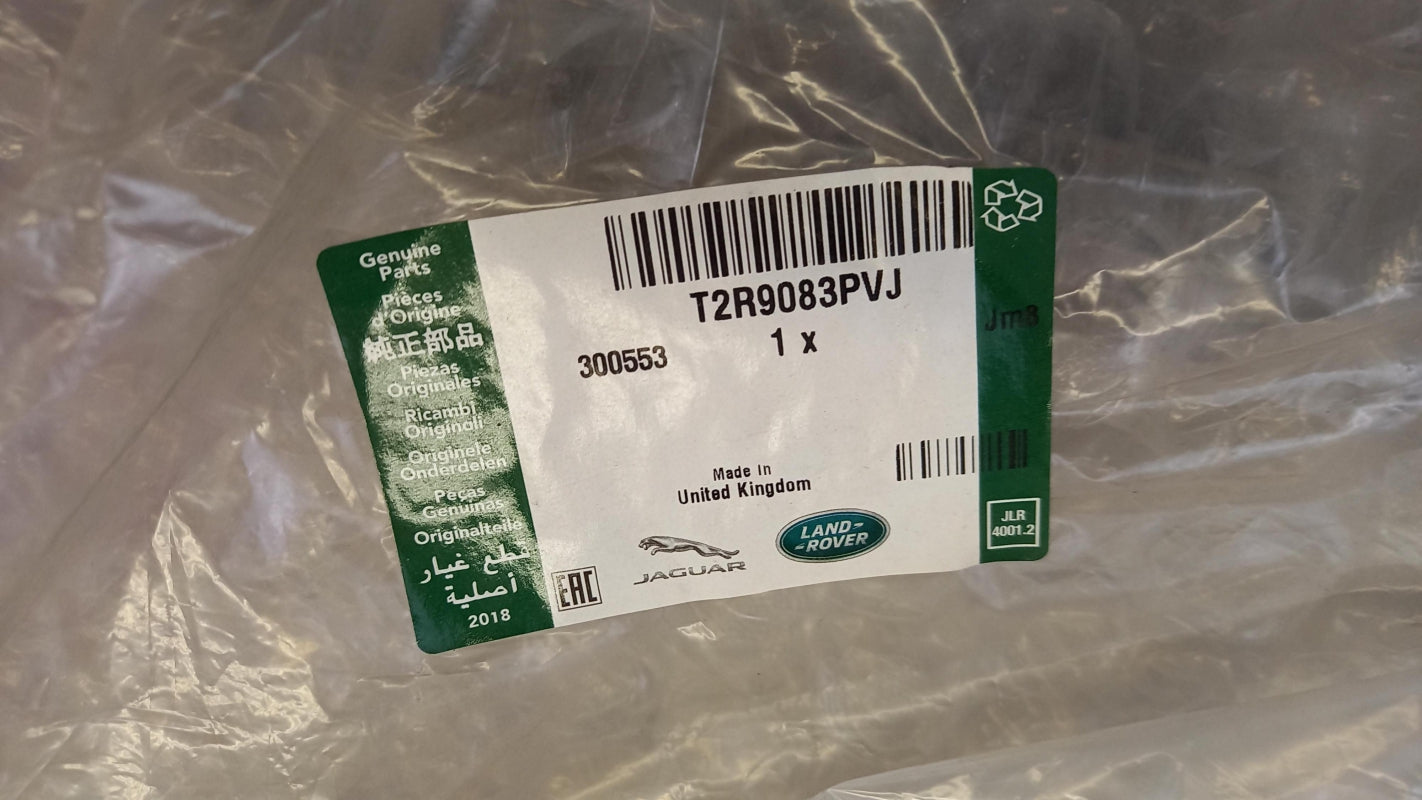 Genuine
Parts
Pièces
d'Origine
純正部品
Piezas
Originales
Ricambi
Originali
Originele
Onderdelen
Peças
Genuínas
Originalteile
قطع غيار
أصلية
2018
T2R9083PVJ
1 x
300553
Made In
United Kingdom
EAC
JAGUAR
LAND-
-ROVER
Jm8
JLR
4001.2